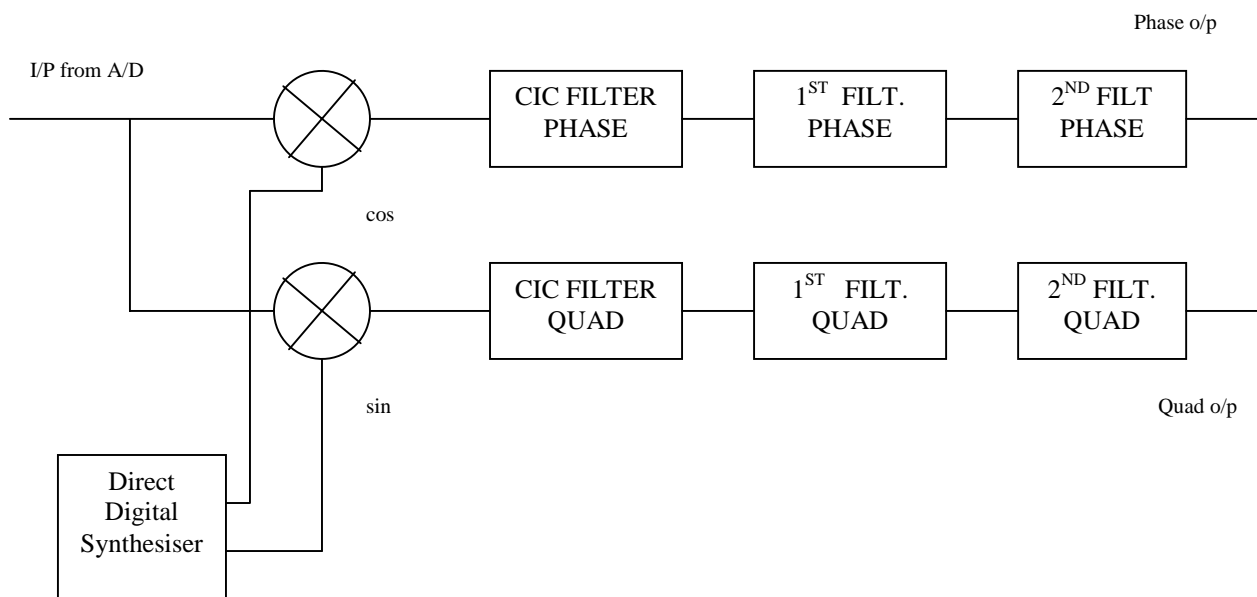 Phase o/p
I/P from A/D
CIC FILTER
PHASE
1ST FILT.
PHASE
2ND FILT
PHASE
cos
CIC FILTER
QUAD
1ST FILT.
QUAD
2ND FILT.
QUAD
sin
Quad o/p
Direct
Digital
Synthesiser